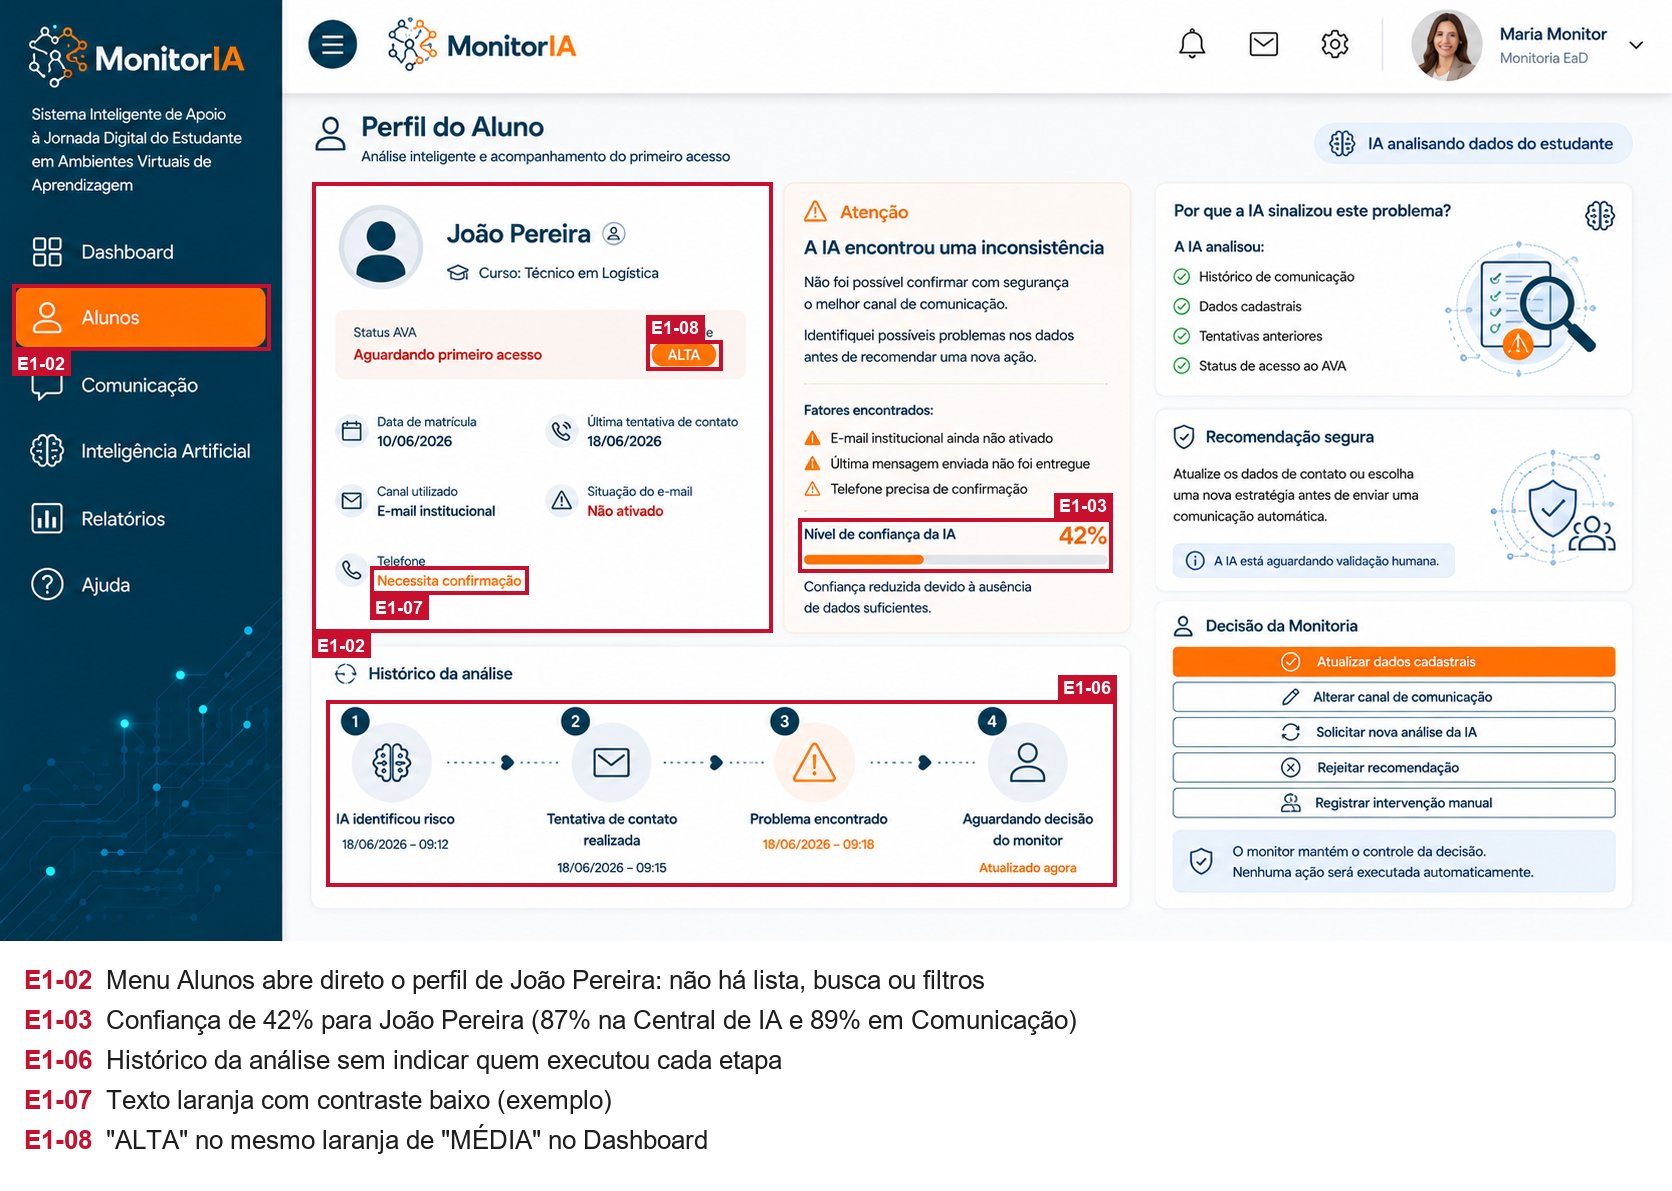 MonitorIA
Sistema Inteligente de Apoio
à Jornada Digital do Estudante
em Ambientes Virtuais de
Aprendizagem
Dashboard
Alunos
E1-02
Comunicação
Inteligência Artificial
Relatórios
Ajuda
MonitorIA
Maria Monitor
Monitoria EaD
Perfil do Aluno
Análise inteligente e acompanhamento do primeiro acesso
IA analisando dados do estudante
João Pereira
Curso: Técnico em Logística
Status AVA
Aguardando primeiro acesso
E1-08
ALTA
Data de matrícula
10/06/2026
Última tentativa de contato
18/06/2026
Canal utilizado
E-mail institucional
Situação do e-mail
Não ativado
Telefone
Necessita confirmação
E1-07
E1-02
Atenção
A IA encontrou uma inconsistência
Não foi possível confirmar com segurança
o melhor canal de comunicação.
Identifiquei possíveis problemas nos dados
antes de recomendar uma nova ação.
Fatores encontrados:
E-mail institucional ainda não ativado
Última mensagem enviada não foi entregue
Telefone precisa de confirmação
E1-03
Nível de confiança da IA
42%
Confiança reduzida devido à ausência
de dados suficientes.
Por que a IA sinalizou este problema?
A IA analisou:
Histórico de comunicação
Dados cadastrais
Tentativas anteriores
Status de acesso ao AVA
Recomendação segura
Atualize os dados de contato ou escolha
uma nova estratégia antes de enviar uma
comunicação automática.
A IA está aguardando validação humana.
Decisão da Monitoria
Atualizar dados cadastrais
Alterar canal de comunicação
Solicitar nova análise da IA
Rejeitar recomendação
Registrar intervenção manual
O monitor mantém o controle da decisão.
Nenhuma ação será executada automaticamente.
Histórico da análise
E1-06
1
IA identificou risco
18/06/2026 – 09:12
2
Tentativa de contato
realizada
18/06/2026 – 09:15
3
Problema encontrado
18/06/2026 – 09:18
4
Aguardando decisão
do monitor
Atualizado agora
E1-02 Menu Alunos abre direto o perfil de João Pereira: não há lista, busca ou filtros
E1-03 Confiança de 42% para João Pereira (87% na Central de IA e 89% em Comunicação)
E1-06 Histórico da análise sem indicar quem executou cada etapa
E1-07 Texto laranja com contraste baixo (exemplo)
E1-08 "ALTA" no mesmo laranja de "MÉDIA" no Dashboard